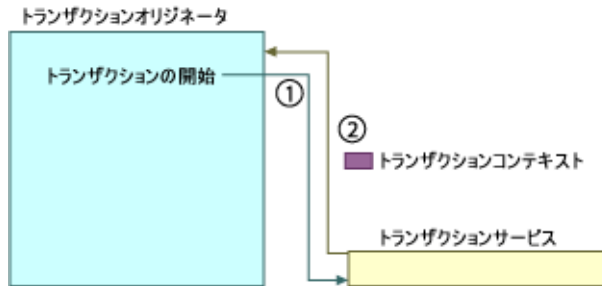 トランザクションオリジネータ
トランザクションの開始
①
②
トランザクションコンテキスト
トランザクションサービス